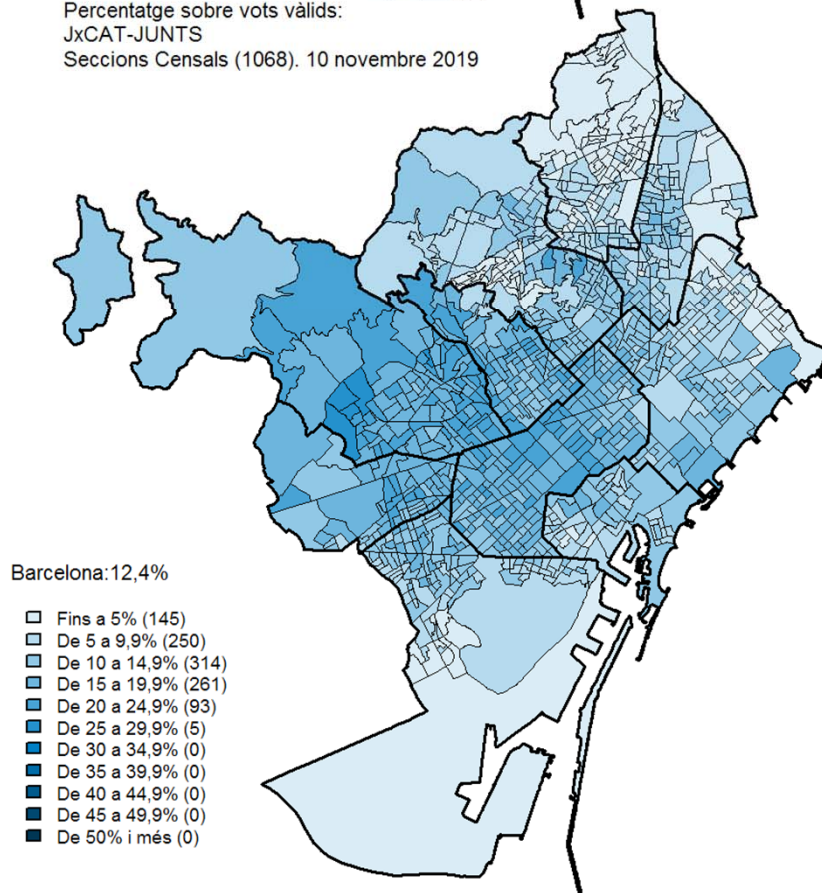 Percentatge sobre vots vàlids:
JxCAT-JUNTS
Seccions Censals (1068). 10 novembre 2019
Barcelona:12,4%
Fins a 5% (145)
De 5 a 9,9% (250)
De 10 a 14,9% (314)
De 15 a 19,9% (261)
De 20 a 24,9% (93)
De 25 a 29,9% (5)
De 30 a 34,9% (0)
De 35 a 39,9% (0)
De 40 a 44,9% (0)
De 45 a 49,9% (0)
De 50% i més (0)